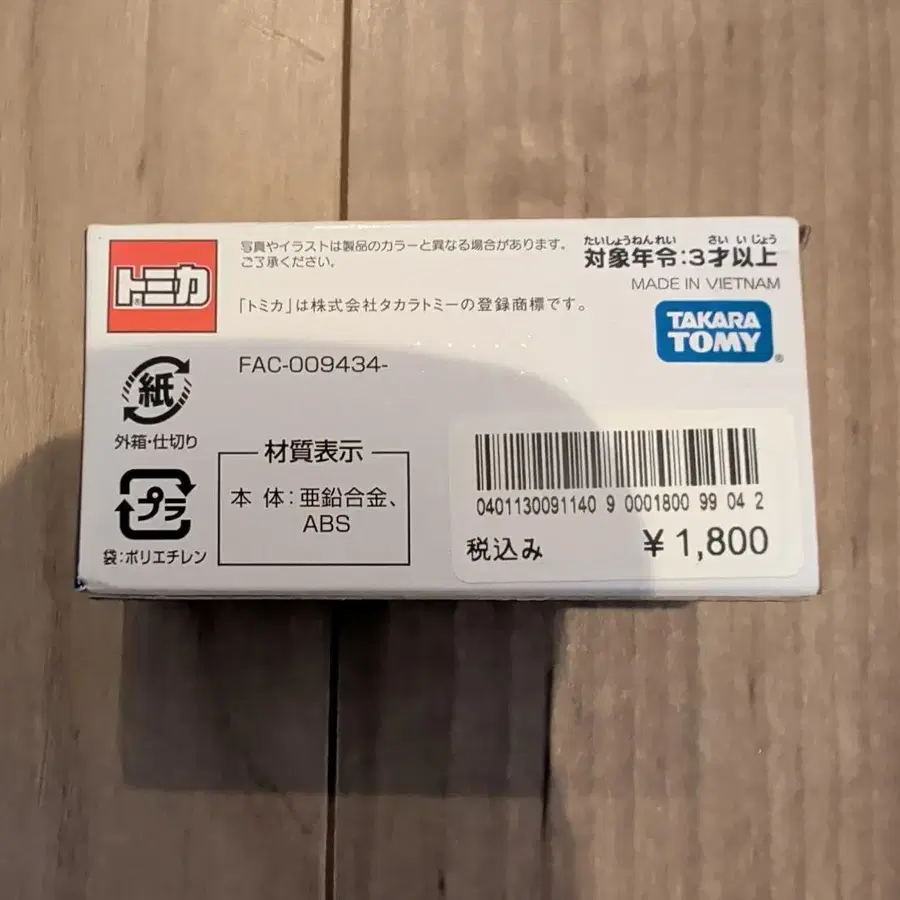 トミカ®
写真やイラストは製品のカラーと異なる場合があります。
ご了承ください。
「トミカ」は株式会社タカラトミーの登録商標です。
たいしょうねんれい さいいじょう
対象年令:3才以上
MADE IN VIETNAM
TAKARA
TOMY®
FAC-009434-
紙
外箱・仕切り
プラ
袋:ポリエチレン
材質表示
本 体:亜鉛合金、
ABS
0401130091140 9 0001800 99 04 2
税込み ¥1,800